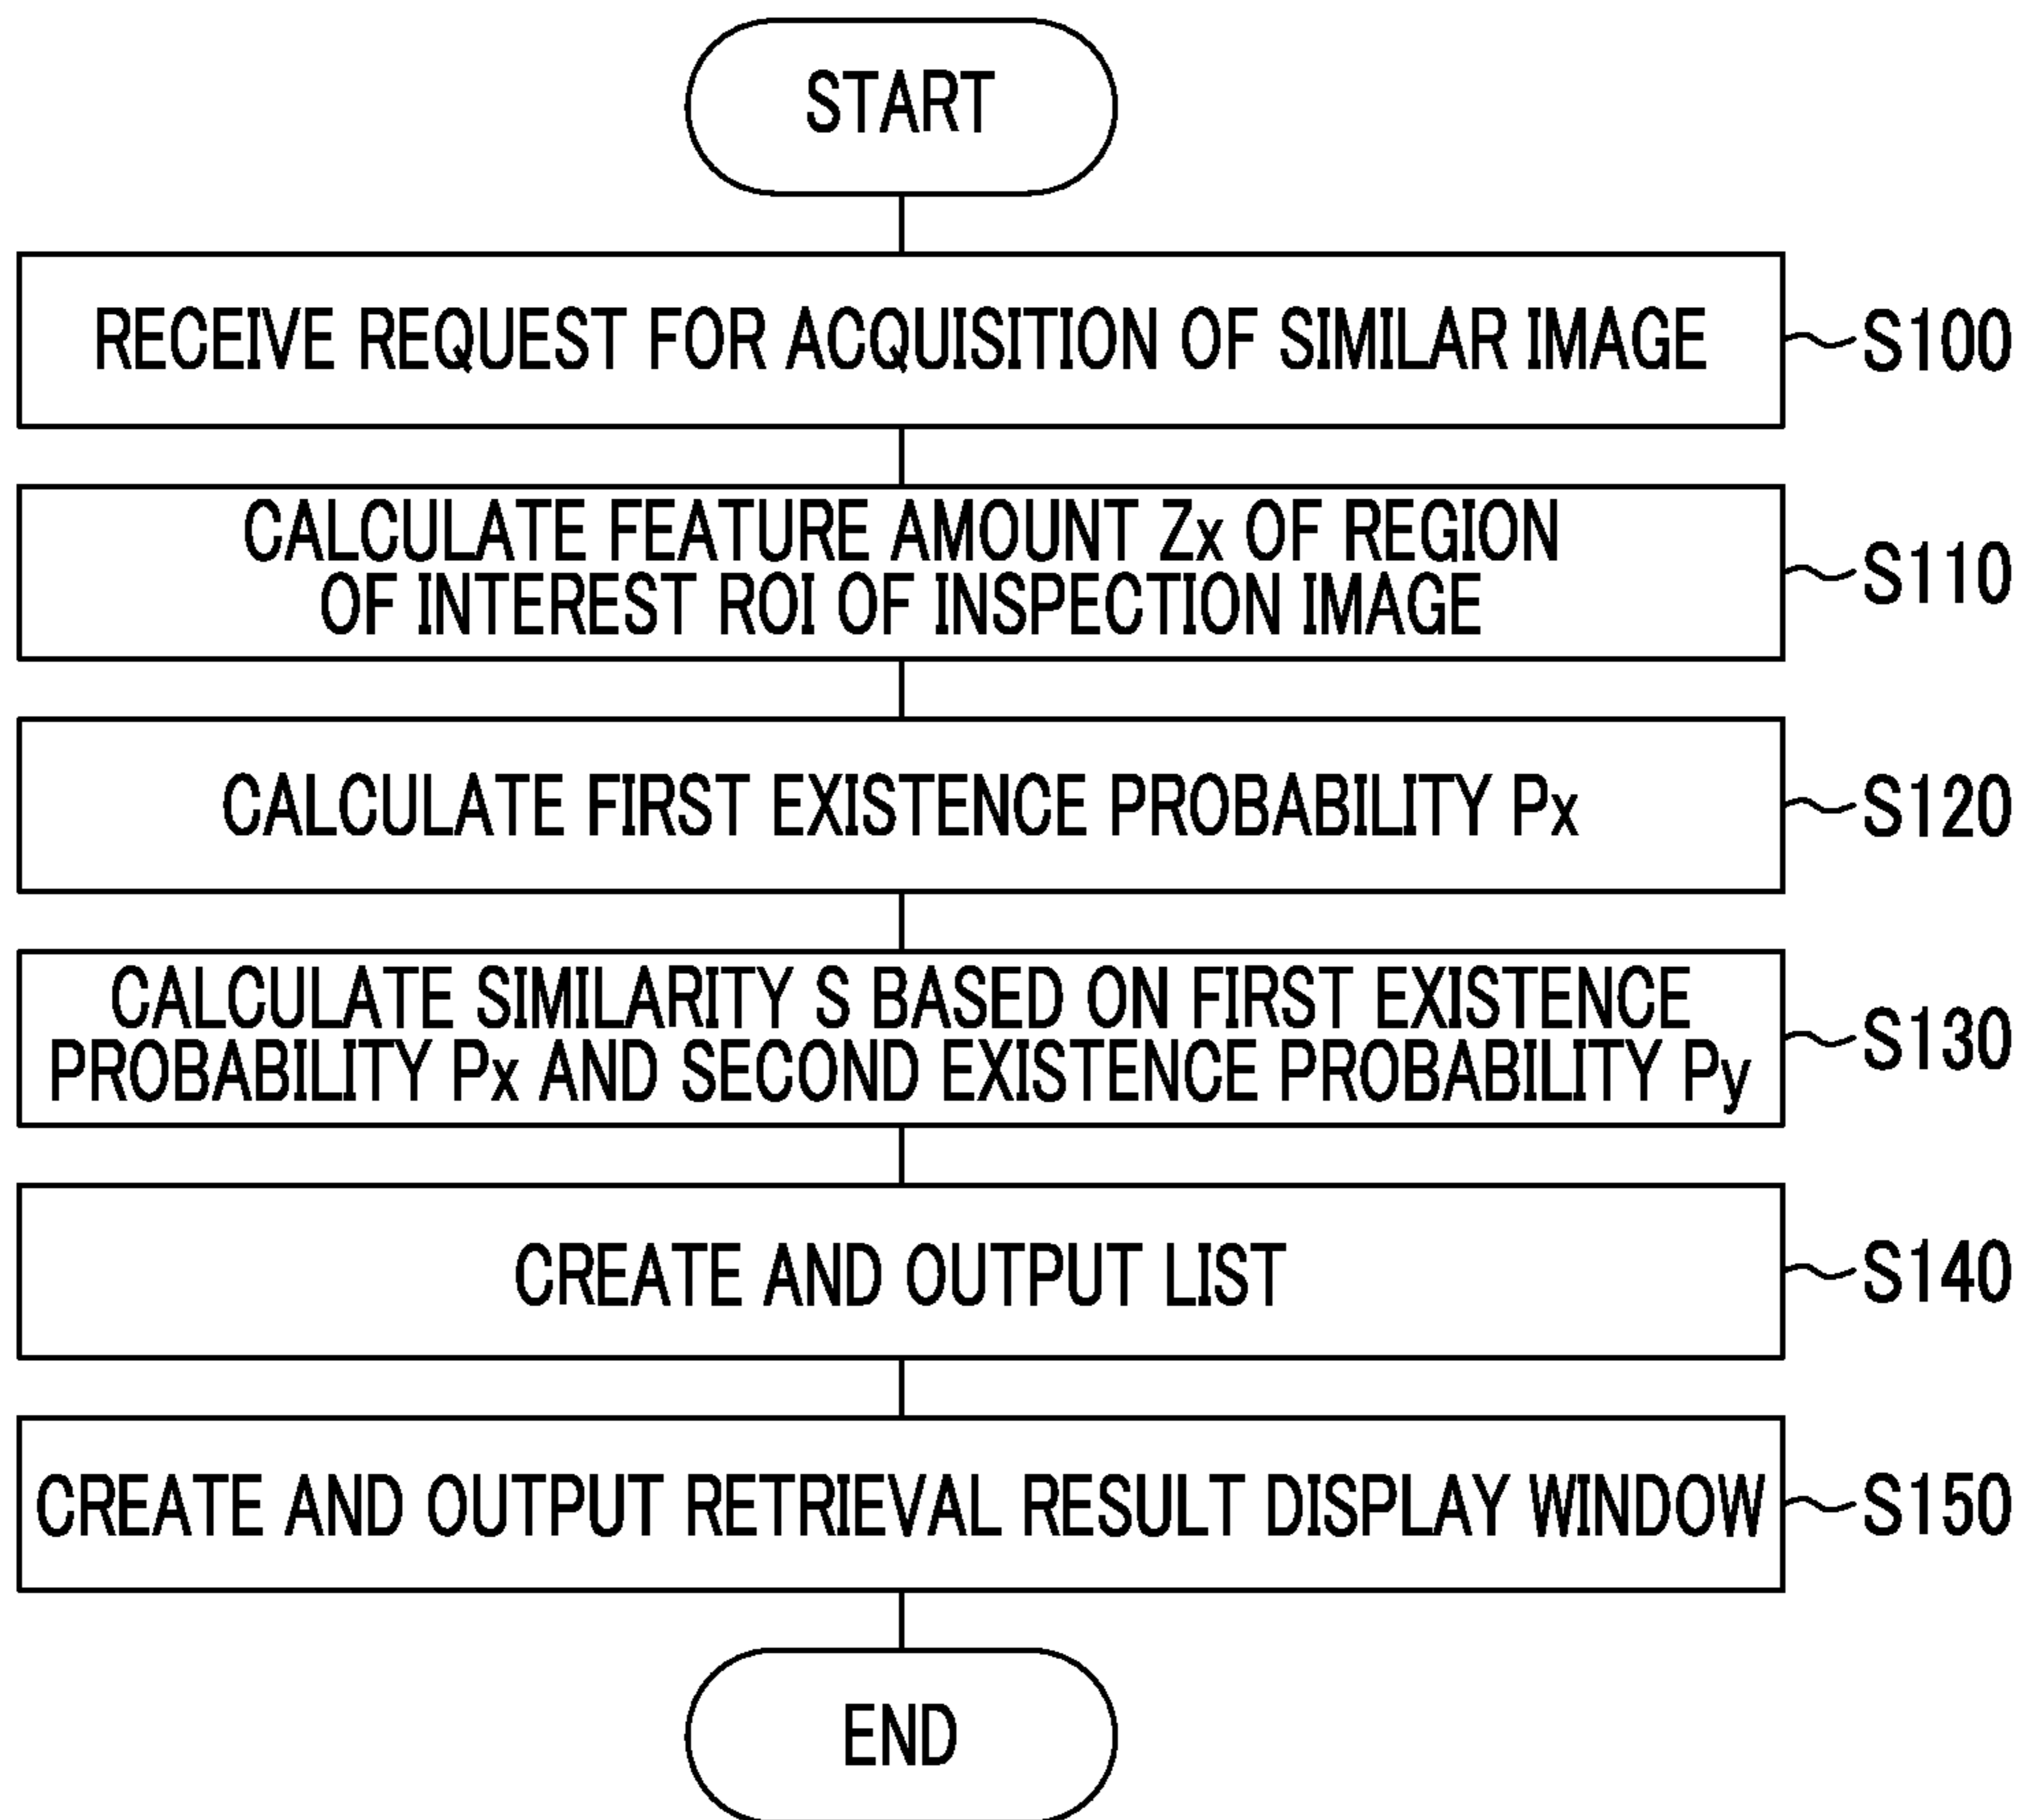 START
RECEIVE REQUEST FOR ACQUISITION OF SIMILAR IMAGE
S100
CALCULATE FEATURE AMOUNT Zx OF REGION
OF INTEREST ROI OF INSPECTION IMAGE
S110
CALCULATE FIRST EXISTENCE PROBABILITY Px
S120
CALCULATE SIMILARITY S BASED ON FIRST EXISTENCE
PROBABILITY Px AND SECOND EXISTENCE PROBABILITY Py
S130
CREATE AND OUTPUT LIST
S140
CREATE AND OUTPUT RETRIEVAL RESULT DISPLAY WINDOW
S150
END